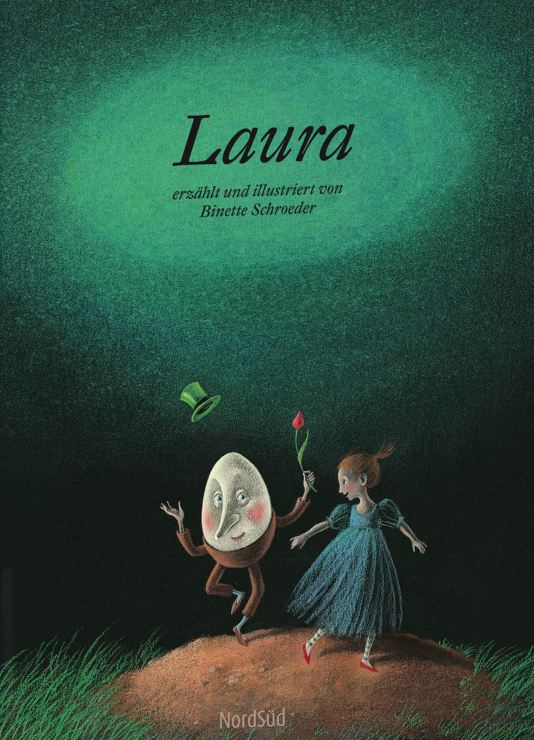 Laura
erzählt und illustriert von
Binette Schroeder
NordSüd